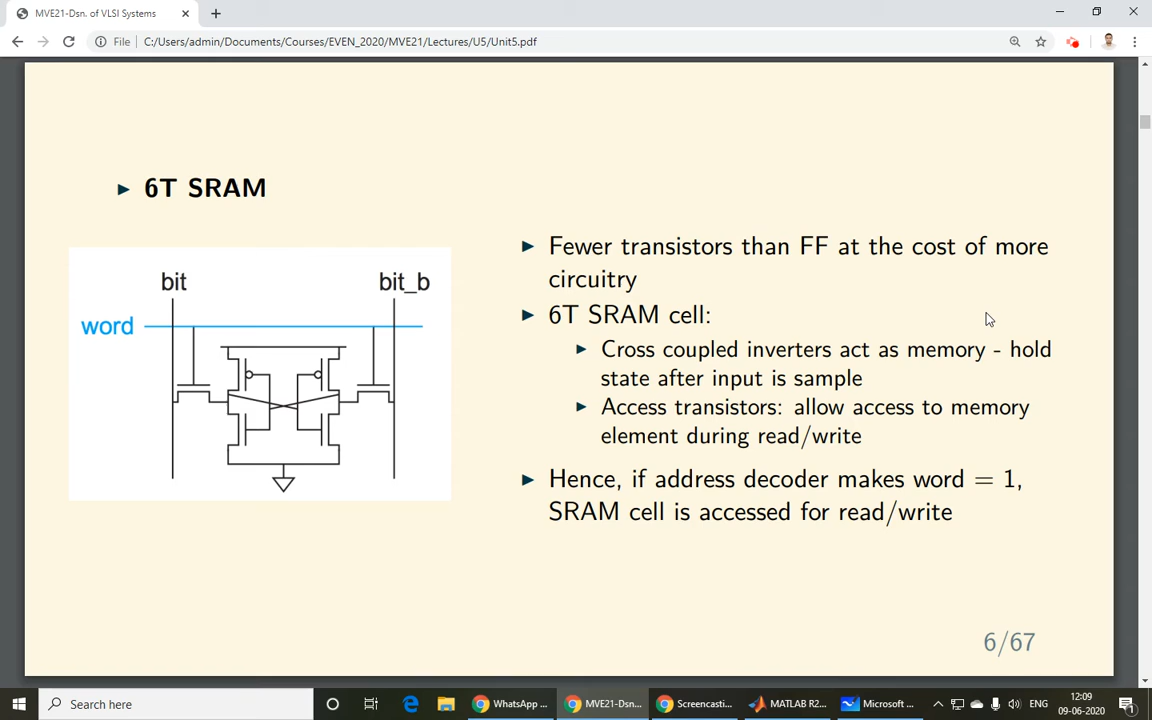 MVE21-Dsn. of VLSI Systems
File C:/Users/admin/Documents/Courses/EVEN_2020/MVE21/Lectures/U5/Unit5.pdf
6T SRAM
bit bit_b
word
Fewer transistors than FF at the cost of more
circuitry
6T SRAM cell:
Cross coupled inverters act as memory - hold
state after input is sample
Access transistors: allow access to memory
element during read/write
Hence, if address decoder makes word = 1,
SRAM cell is accessed for read/write
6/67
Search here
WhatsApp ...
MVE21-Dsn...
Screencasti...
MATLAB R2...
Microsoft ...
ENG
12:09
09-06-2020
1